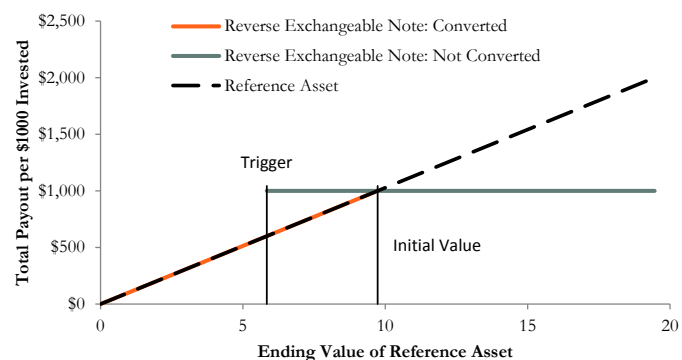 Total Payout per $1000 Invested
$2,500
$2,000
$1,500
$1,000
$500
$0
Reverse Exchangeable Note: Converted
Reverse Exchangeable Note: Not Converted
Reference Asset
Trigger
Initial Value
0 5 10 15 20
Ending Value of Reference Asset